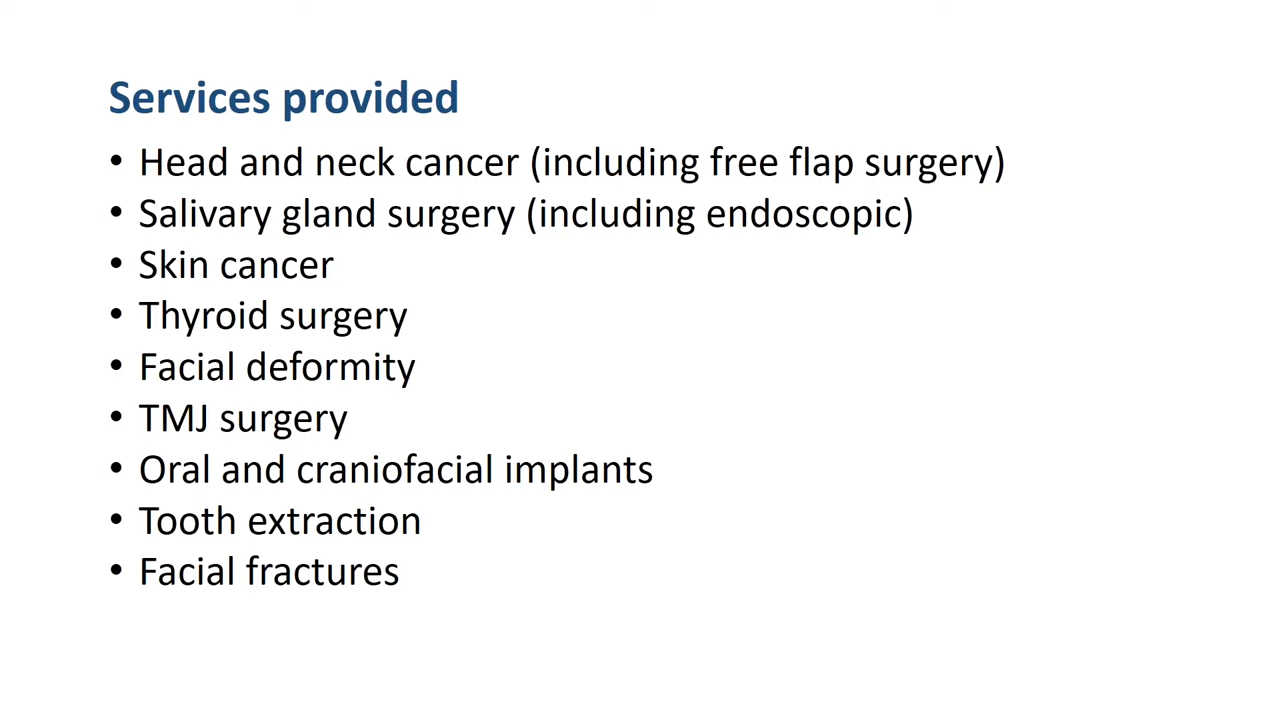 Services provided
• Head and neck cancer (including free flap surgery)
• Salivary gland surgery (including endoscopic)
• Skin cancer
• Thyroid surgery
• Facial deformity
• TMJ surgery
• Oral and craniofacial implants
• Tooth extraction
• Facial fractures